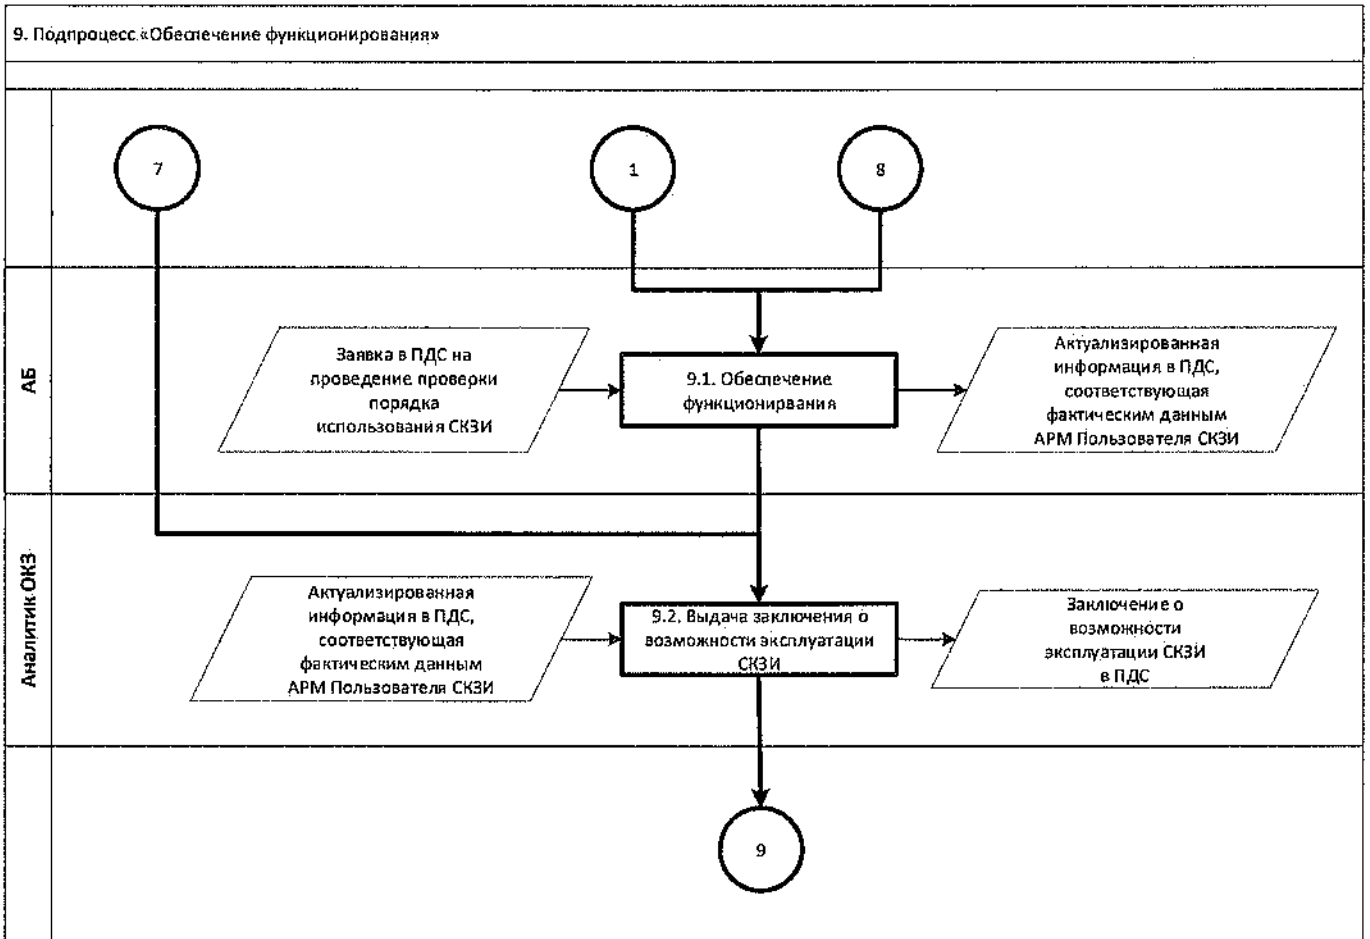 9. Подпроцесс «Обеспечение функционирования»
7
1
8
АБ
Заявка в ПДС на
проведение проверки
порядка
использования СКЗИ
9.1. Обеспечение
функционирвания
Актуализированная
информация в ПДС,
соответствующая
фактическим данным
АРМ Пользователя СКЗИ
Аналитик ОКЗ
Актуализированная
информация в ПДС,
соответствующая
фактическим данным
АРМ Пользователя СКЗИ
9.2. Выдача заключения о
возможности эксплуатации
СКЗИ
Заключение о
возможности
эксплуатации СКЗИ
в ПДС
9